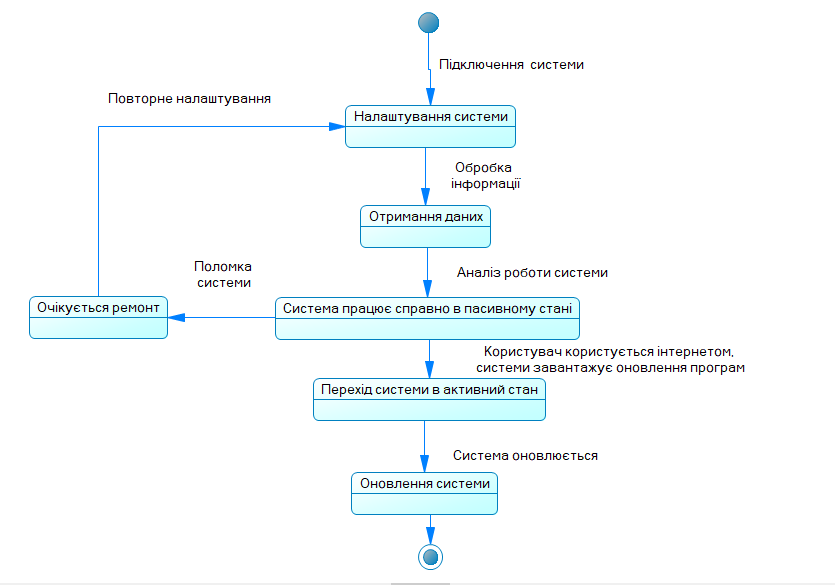 Підключення системи
Повторне налаштування
Налаштування системи
Обробка
інформації
Отримання даних
Поломка
системи
Аналіз роботи системи
Очікується ремонт
Система працює справно в пасивному стані
Користувач користується інтернетом,
системи завантажує оновлення програм
Перехід системи в активний стан
Система оновлюється
Оновлення системи